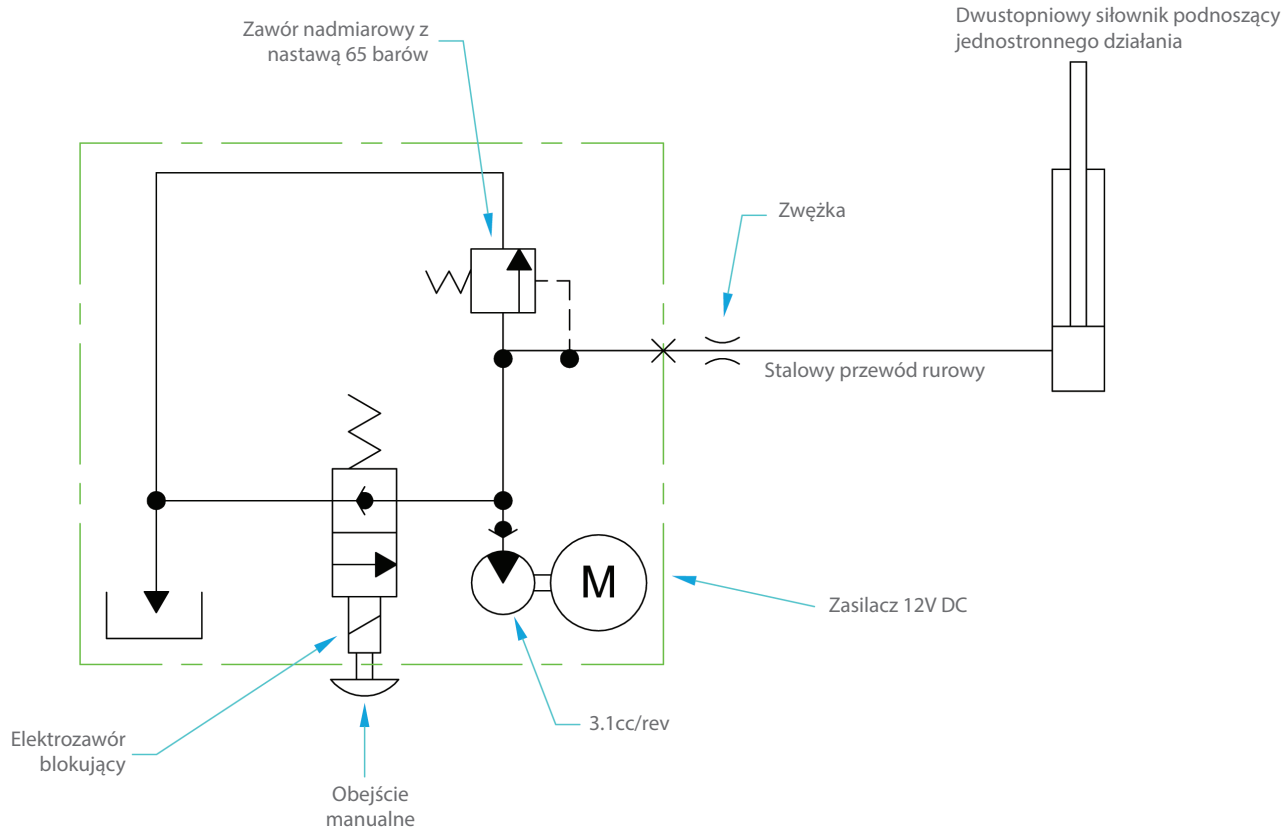 Dwustopniowy siłownik podnoszący
jednostronnego działania
Zawór nadmiarowy z
nastawą 65 barów
Zwężka
Stalowy przewód rurowy
M
Zasilacz 12V DC
3.1cc/rev
Elektrozawór
blokujący
Obejście
manualne